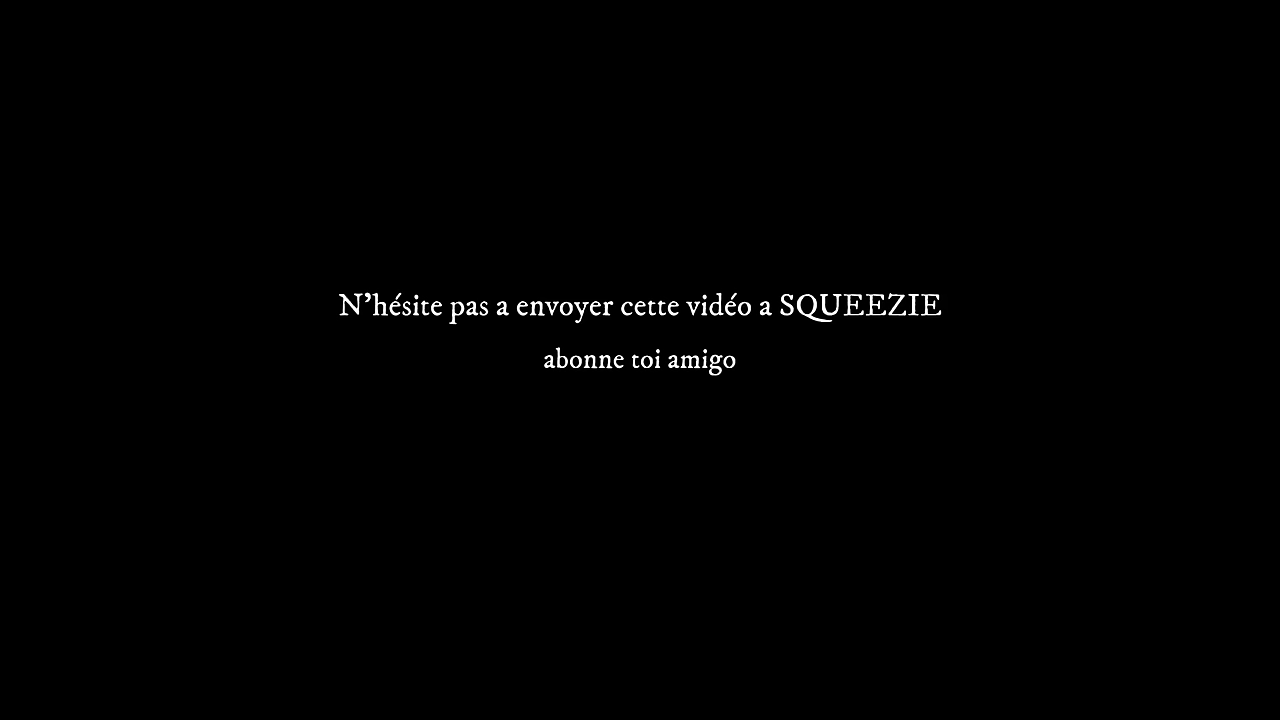 N’hésite pas a envoyer cette vidéo a SQUEEZIE
abonne toi amigo